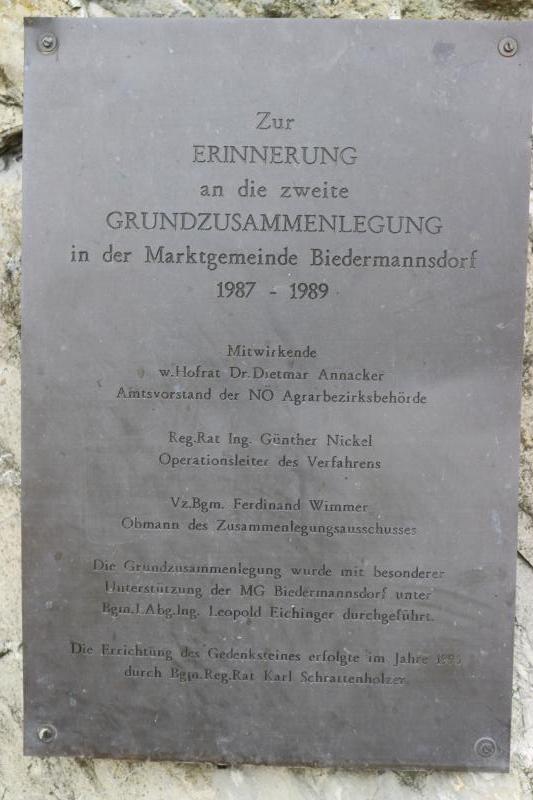 Zur
ERINNERUNG
an die zweite
GRUNDZUSAMMENLEGUNG
in der Marktgemeinde Biedermannsdorf
1987 - 1989
Mitwirkende
w.Hofrat Dr.Dietmar Annacker
Amtsvorstand der NÖ Agrarbezirksbehörde
Reg.Rat Ing. Günther Nickel
Operationsleiter des Verfahrens
Vz.Bgm. Ferdinand Wimmer
Obmann des Zusammenlegungsausschusses
Die Grundzusammenlegung wurde mit besonderer
Unterstützung der MG Biedermannsdorf unter
Bgm.l.Abg.Ing. Leopold Eichinger durchgeführt.
Die Errichtung des Gedenksteines erfolgte im Jahre
durch Bgm.Reg.Rat Karl Schrattenholzer